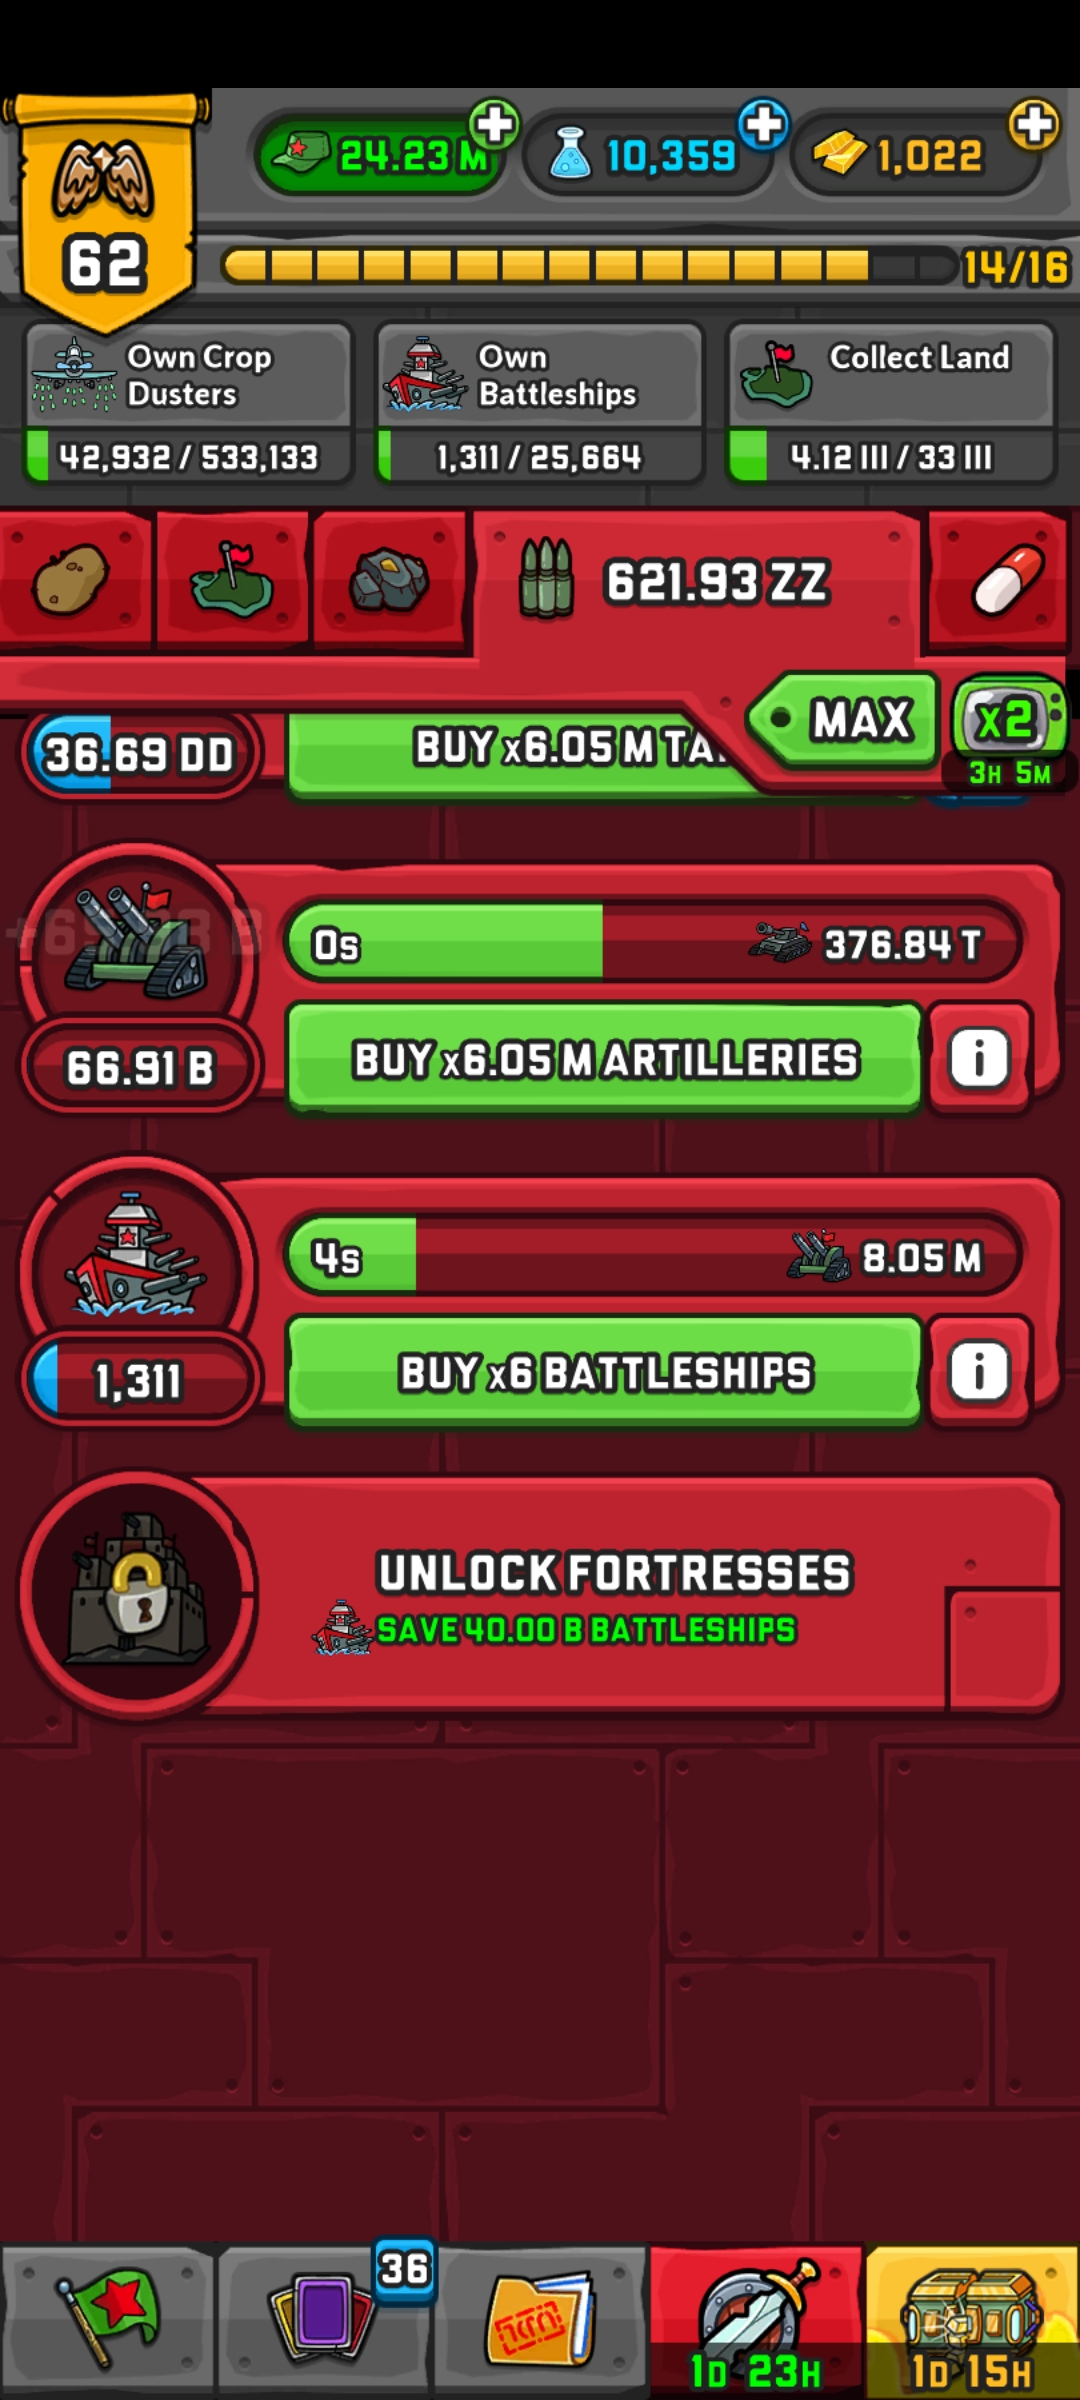 24.23 M
10,359
1,022
62
14/16
Own Crop
Dusters
42,932 / 533,133
Own
Battleships
1,311 / 25,664
Collect Land
4.12 III / 33 III
621.93 ZZ
MAX
x2
3H 5M
36.69 DD
BUY x6.05 M
0s
376.84 T
66.91 B
BUY x6.05 M ARTILLERIES
i
4s
8.05 M
1,311
BUY x6 BATTLESHIPS
i
UNLOCK FORTRESSES
SAVE 40.00 B BATTLESHIPS
36
1D 23H
1D 15H